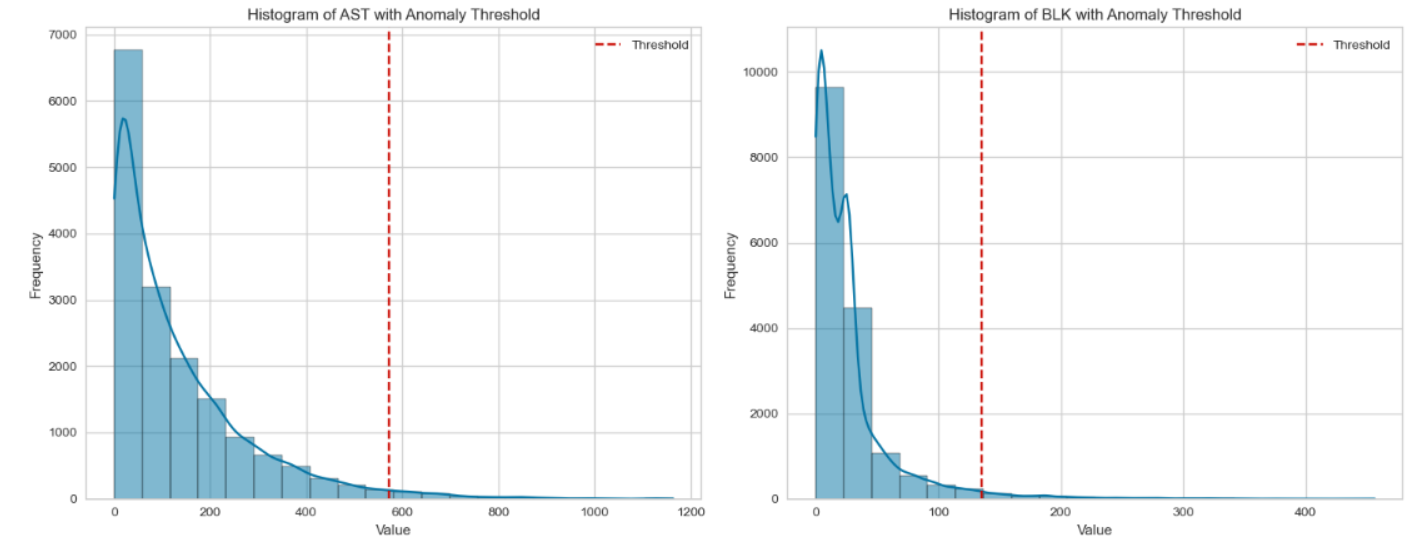 Histogram of AST with Anomaly Threshold
Threshold
7000
6000
5000
4000
3000
2000
1000
0
Frequency
0 200 400 600 800 1000 1200
Value
Histogram of BLK with Anomaly Threshold
Threshold
10000
8000
6000
4000
2000
0
Frequency
0 100 200 300 400
Value